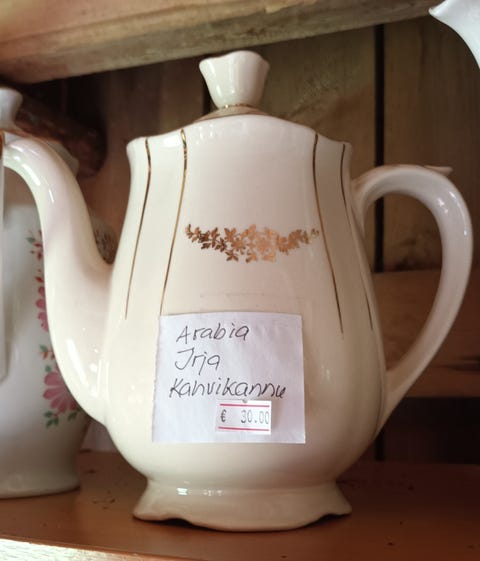 Arabia
Irja
Kahvikannu
€ 30.00